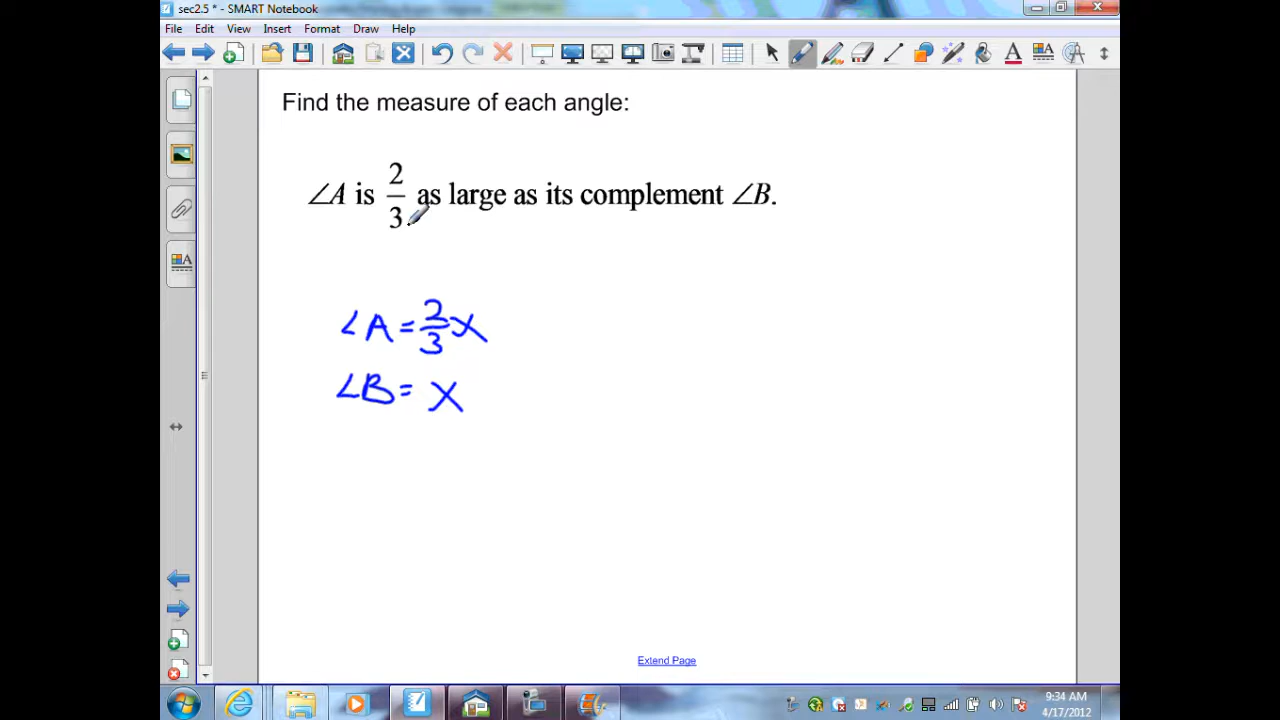 sec2.5 * - SMART Notebook
File Edit View Insert Format Draw Help
Find the measure of each angle:
∠A is 2/3 as large as its complement ∠B.
∠A = 2/3 x
∠B = x
Extend Page
9:34 AM
4/17/2012